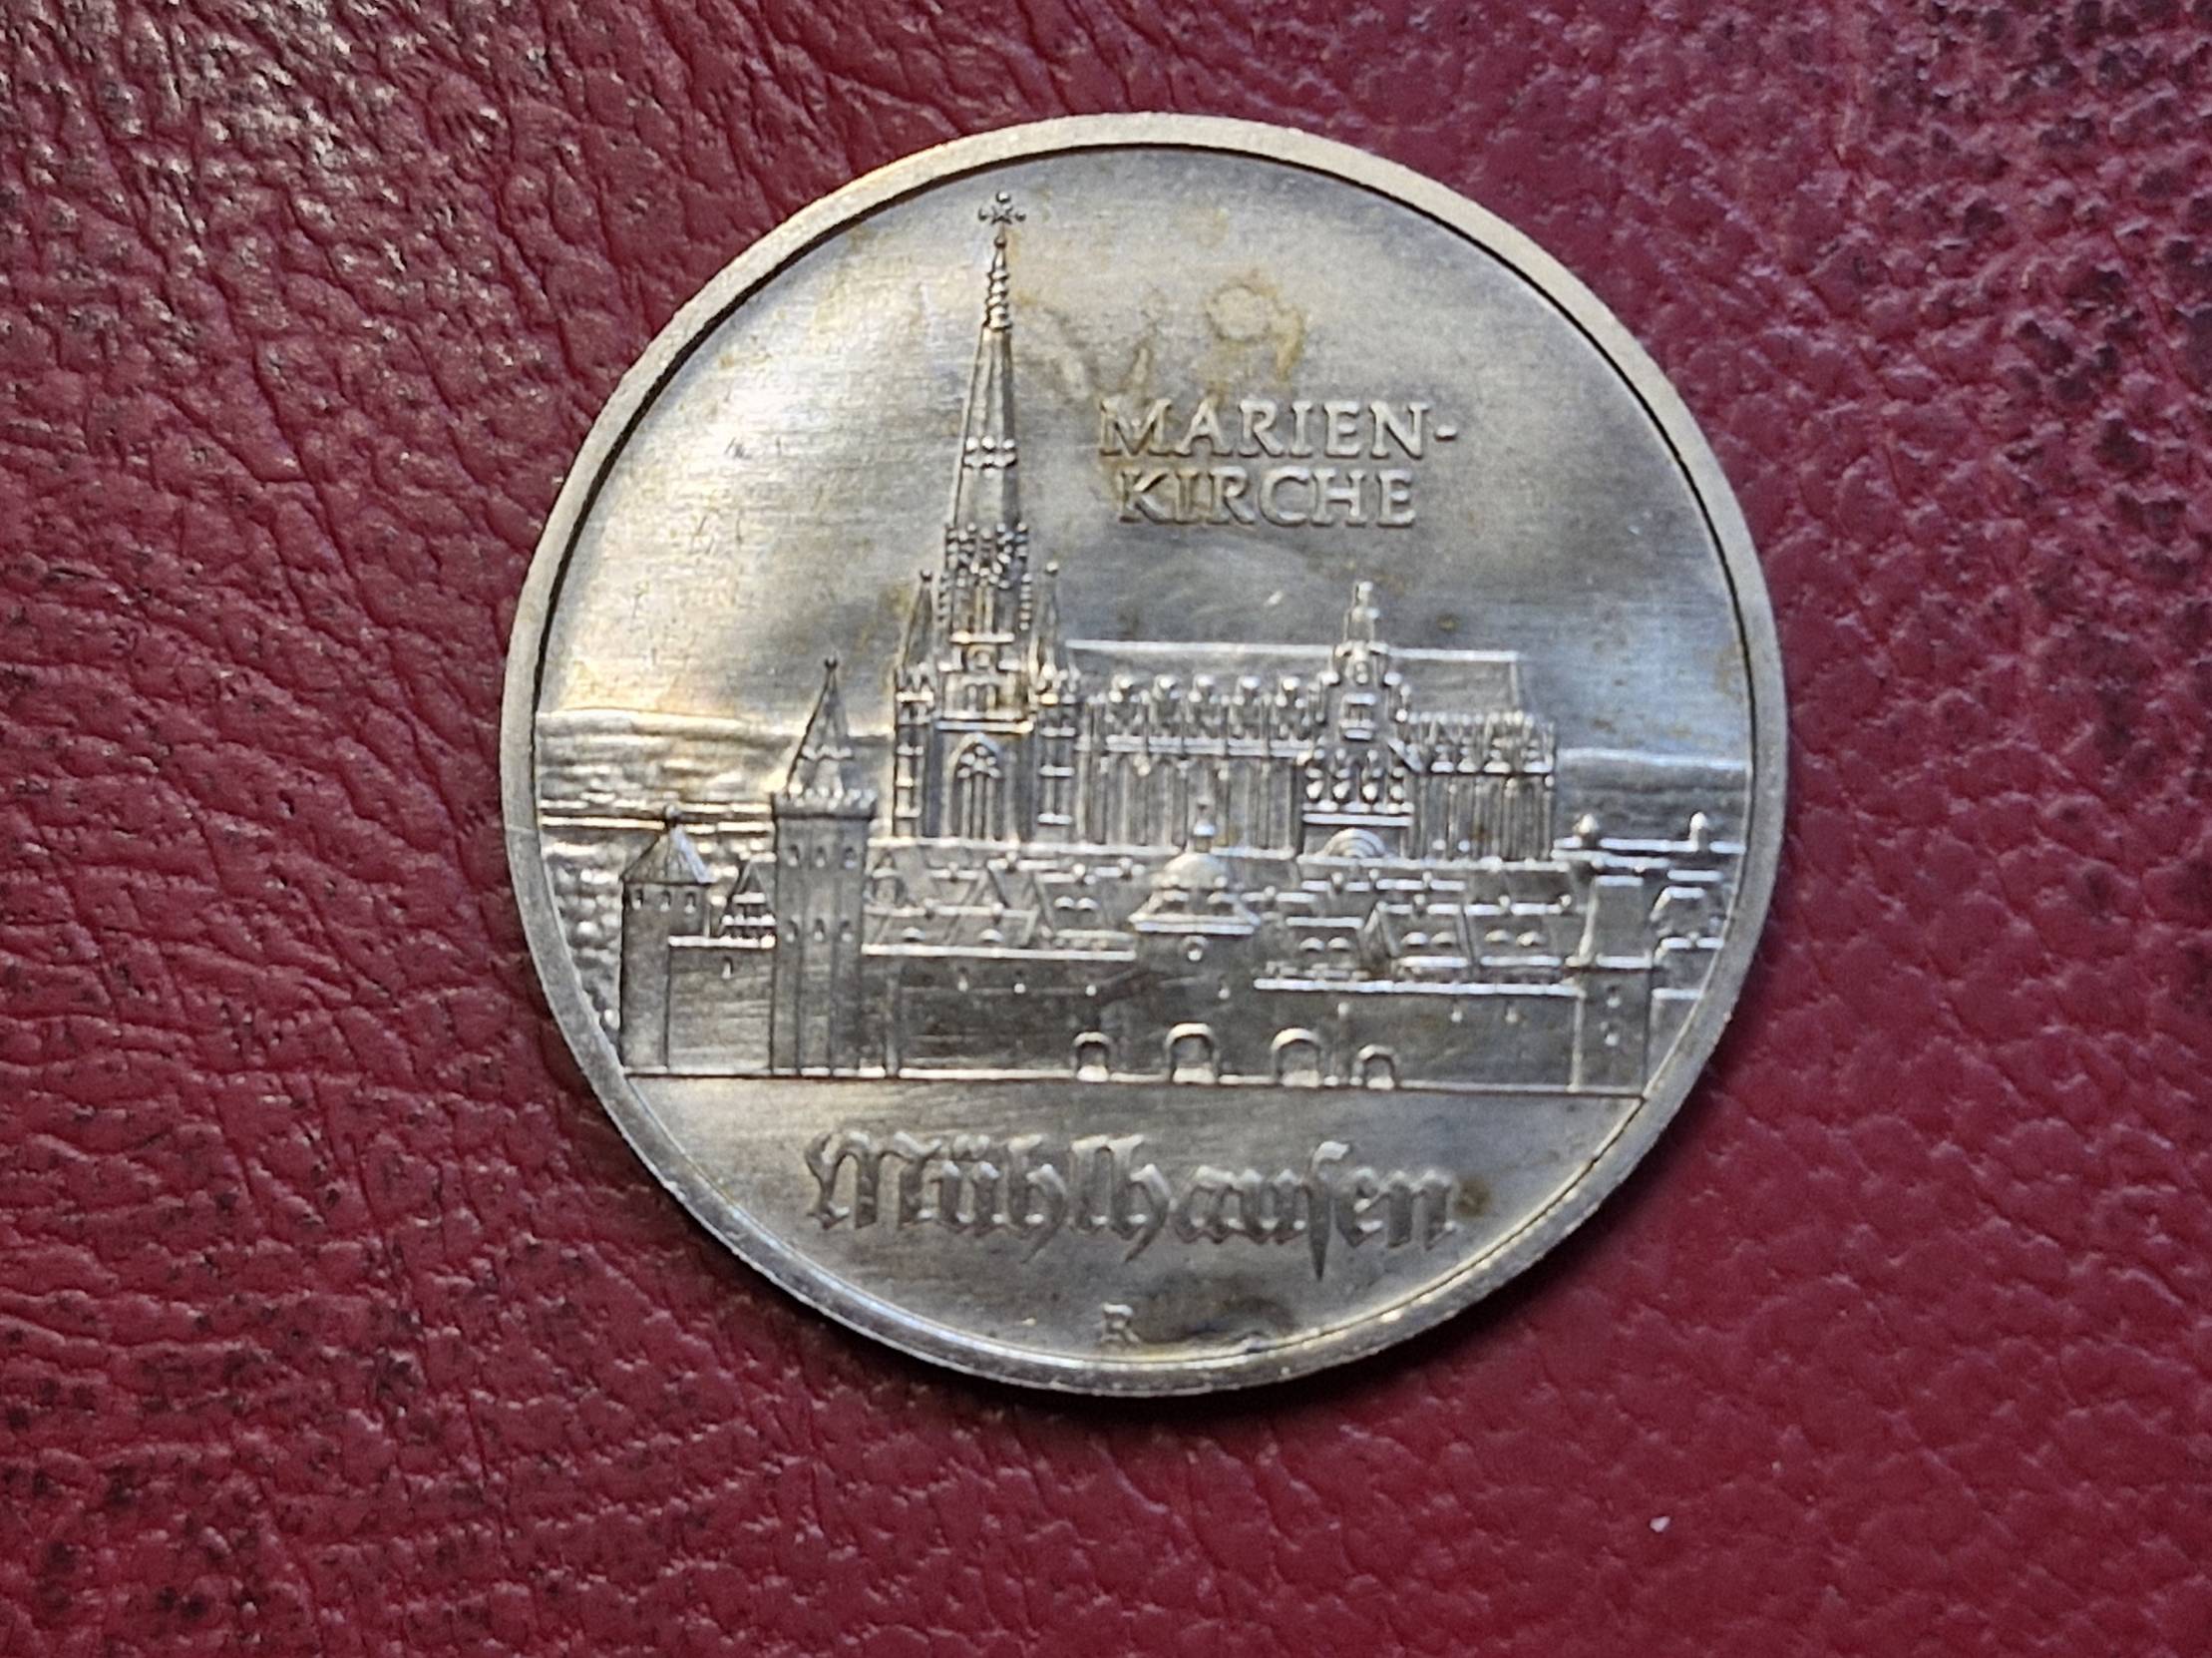 MARIEN-
KIRCHE
Mühlhauſen
R